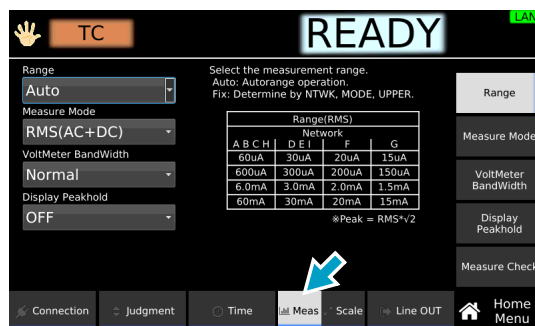 TC
READY
LAN
Range
Auto
Measure Mode
RMS(AC+DC)
VoltMeter BandWidth
Normal
Display Peakhold
OFF
Select the measurement range.
Auto: Autorange operation.
Fix: Determine by NTWK, MODE, UPPER.
Range(RMS)
Network
A B C H D E I F G
60uA 30uA 20uA 15uA
600uA 300uA 200uA 150uA
6.0mA 3.0mA 2.0mA 1.5mA
60mA 30mA 20mA 15mA
※Peak = RMS*√2
Range
Measure Mode
VoltMeter
BandWidth
Display
Peakhold
Measure Check
Connection
Judgment
Time
Meas
Scale
Line OUT
Home
Menu